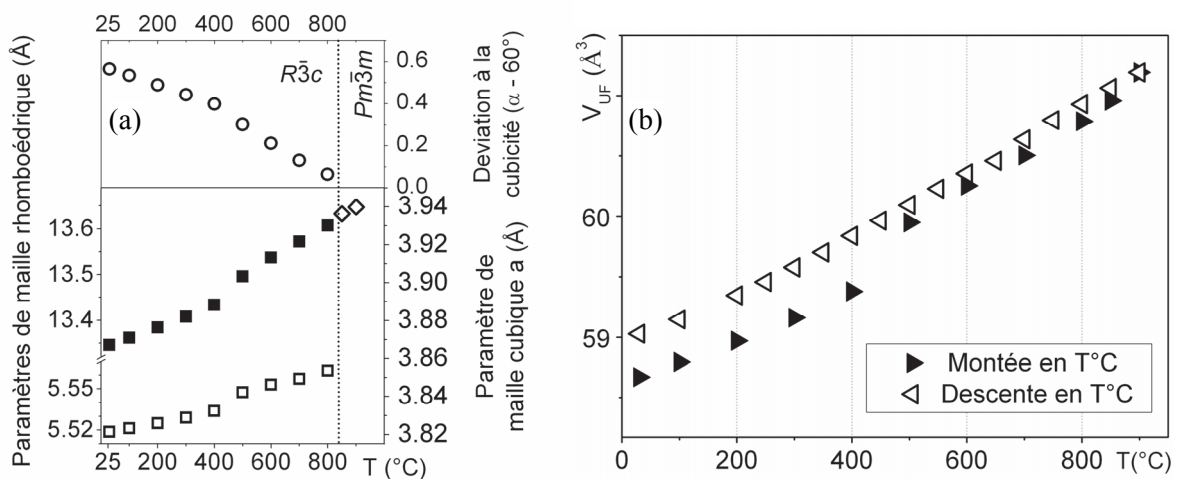 25 200 400 600 800
Paramètres de maille rhomboédrique (Å)
(a)
R3̄c
Pm3̄m
0.6
0.4
0.2
0.0
Deviation à la
cubicité (α - 60°)
13.6
13.5
13.4
5.55
5.52
3.94
3.92
3.90
3.88
3.86
3.84
3.82
Paramètre de
maille cubique a (Å)
25 200 400 600 800 T (°C)
(b)
V_UF (Å³)
60
59
Montée en T°C
Descente en T°C
0 200 400 600 800 T(°C)